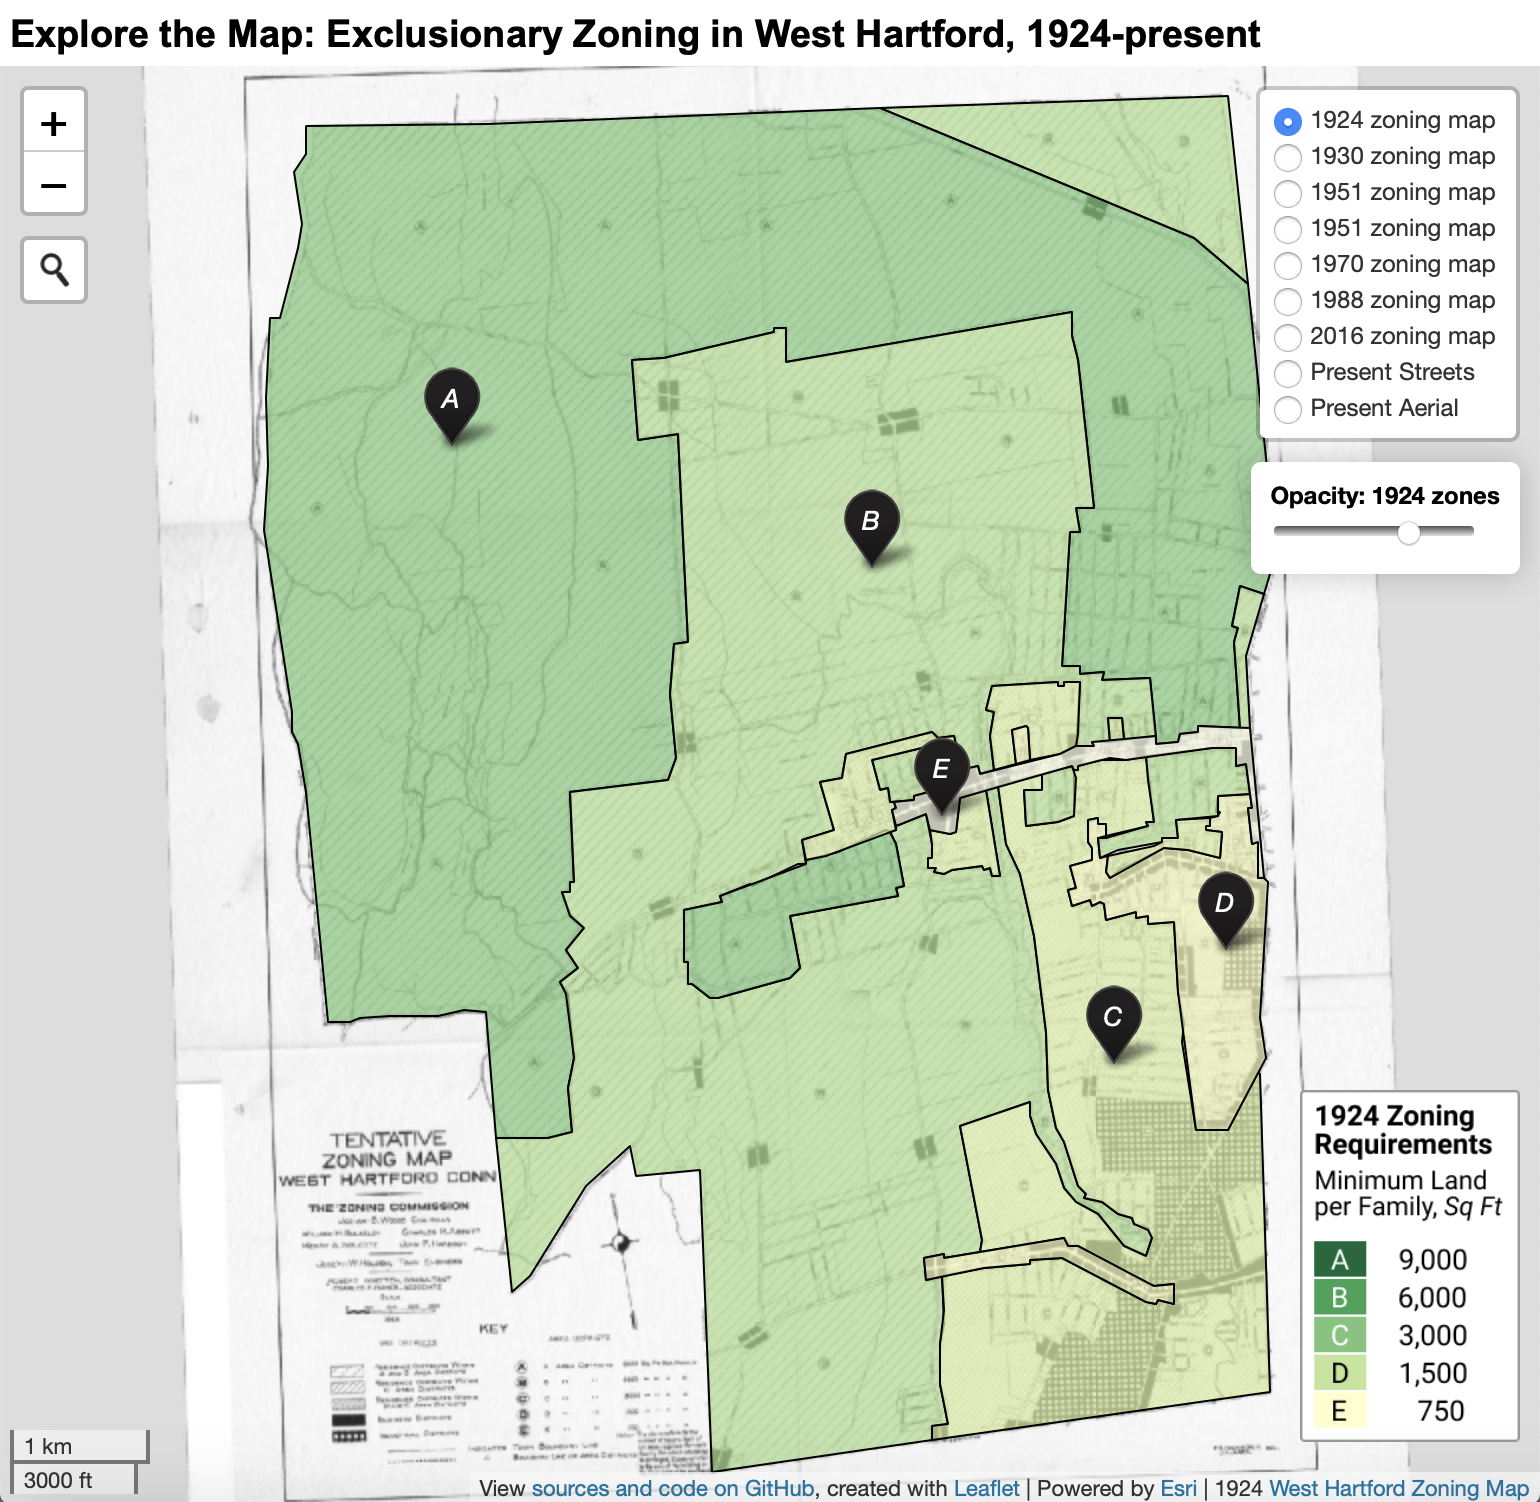 Explore the Map: Exclusionary Zoning in West Hartford, 1924-present
+
−
1924 zoning map
1930 zoning map
1951 zoning map
1951 zoning map
1970 zoning map
1988 zoning map
2016 zoning map
Present Streets
Present Aerial
Opacity: 1924 zones
A
B
E
D
C
TENTATIVE
ZONING MAP
WEST HARTFORD CONN
THE ZONING COMMISSION
KEY
1924 Zoning
Requirements
Minimum Land
per Family, Sq Ft
A 9,000
B 6,000
C 3,000
D 1,500
E 750
1 km
3000 ft
View sources and code on GitHub, created with Leaflet | Powered by Esri | 1924 West Hartford Zoning Map